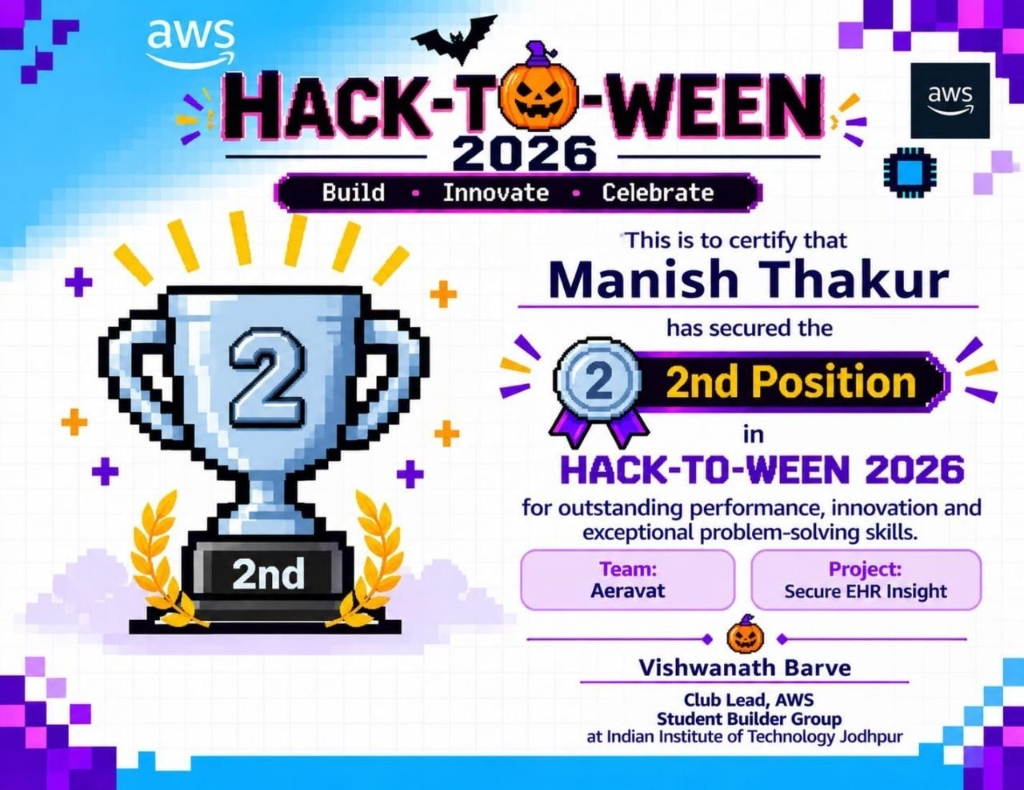 aws
HACK-TO-WEEN
2026
aws
Build • Innovate • Celebrate
This is to certify that
Manish Thakur
has secured the
2
2
2nd Position
in
HACK-TO-WEEN 2026
for outstanding performance, innovation and
exceptional problem-solving skills.
2nd
Team:
Aeravat
Project:
Secure EHR Insight
Vishwanath Barve
Club Lead, AWS
Student Builder Group
at Indian Institute of Technology Jodhpur